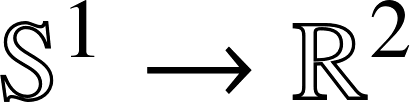 𝕊¹ → ℝ²